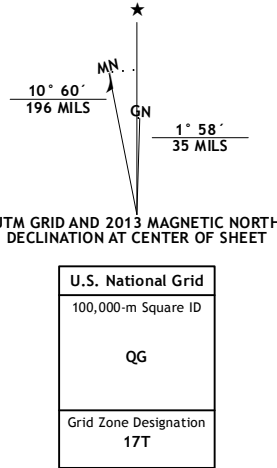 ★
MN
10° 60´
196 MILS
GN
1° 58´
35 MILS
UTM GRID AND 2013 MAGNETIC NORTH
DECLINATION AT CENTER OF SHEET
U.S. National Grid
100,000-m Square ID
QG
Grid Zone Designation
17T